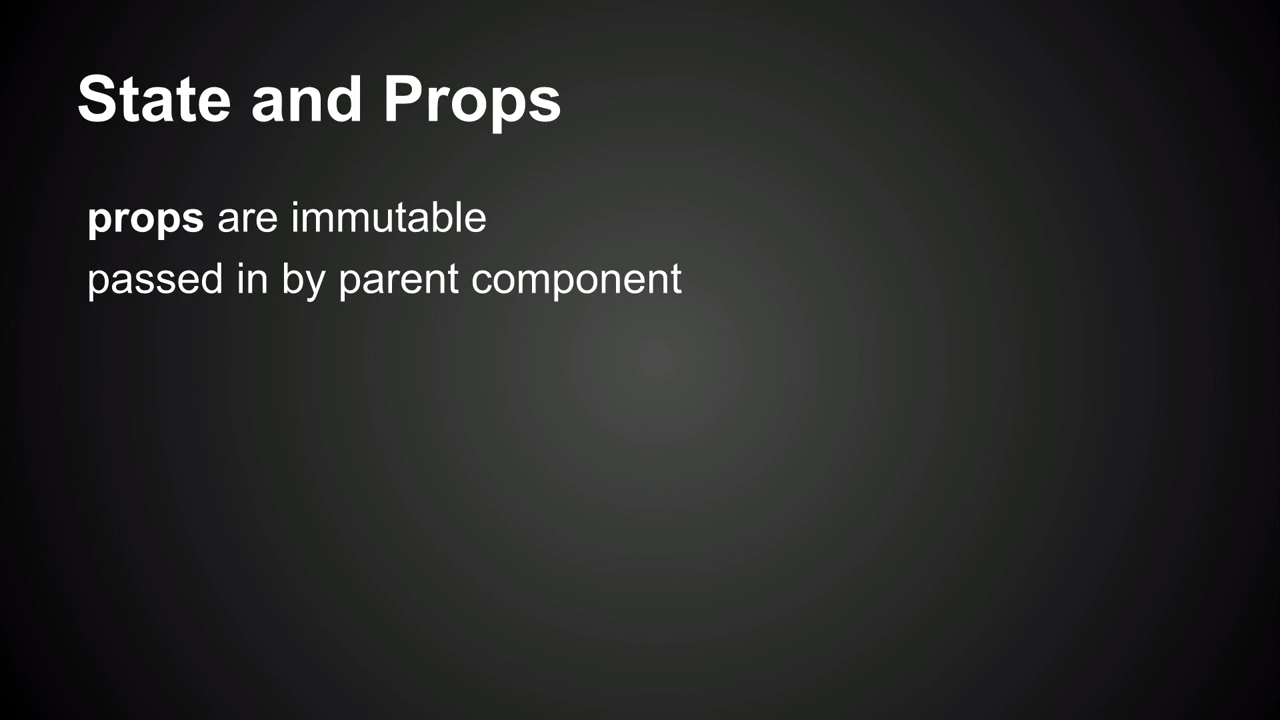 State and Props
props are immutable
passed in by parent component